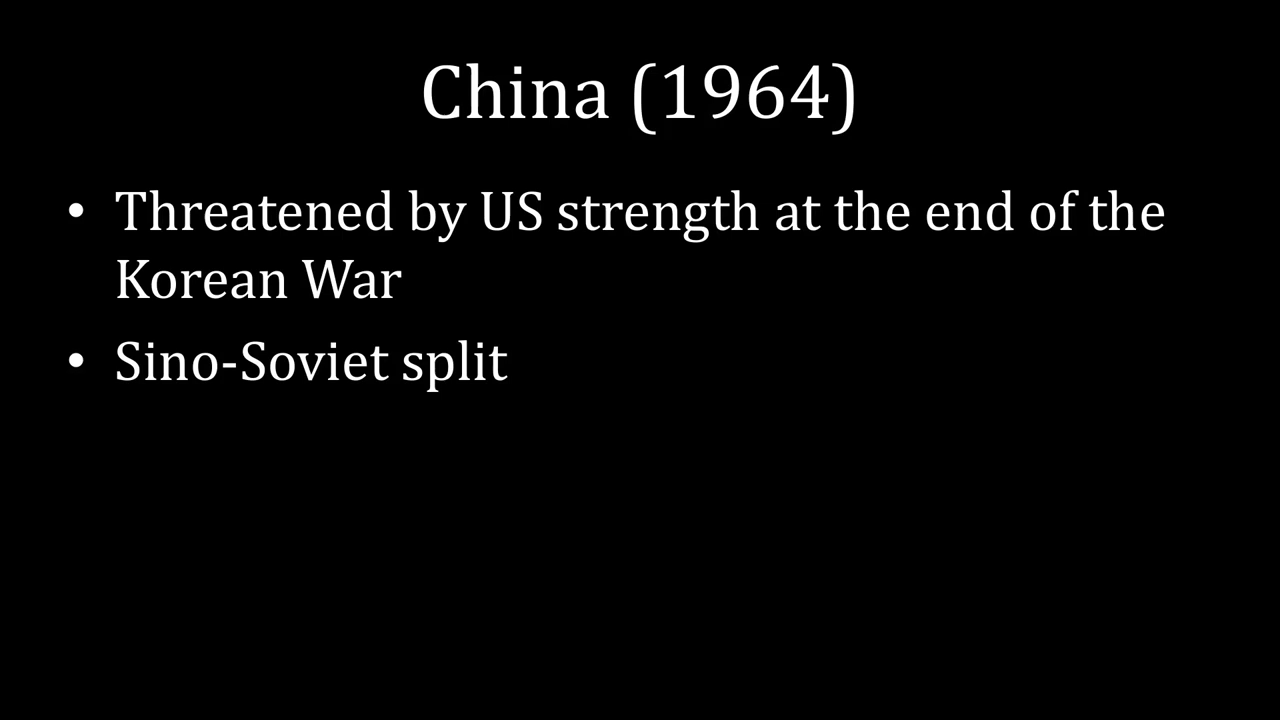 China (1964)
• Threatened by US strength at the end of the
Korean War
• Sino-Soviet split